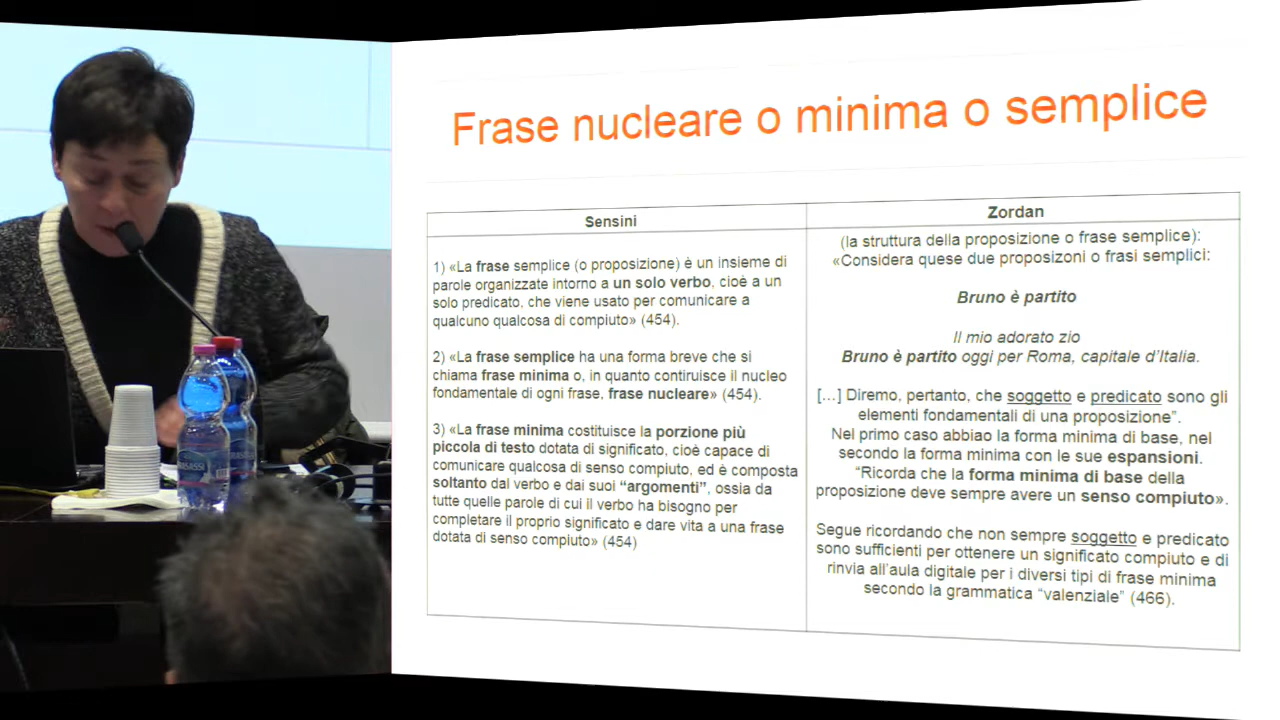 Frase nucleare o minima o semplice
Sensini
1) «La frase semplice (o proposizione) è un insieme di
parole organizzate intorno a un solo verbo, cioè a un
solo predicato, che viene usato per comunicare a
qualcuno qualcosa di compiuto» (454).
2) «La frase semplice ha una forma breve che si
chiama frase minima o, in quanto contiruisce il nucleo
fondamentale di ogni frase, frase nucleare» (454).
3) «La frase minima costituisce la porzione più
piccola di testo dotata di significato, cioè capace di
comunicare qualcosa di senso compiuto, ed è composta
soltanto dal verbo e dai suoi “argomenti”, ossia da
tutte quelle parole di cui il verbo ha bisogno per
completare il proprio significato e dare vita a una frase
dotata di senso compiuto» (454)
Zordan
(la struttura della proposizione o frase semplice):
«Considera quese due proposizoni o frasi semplici:
Bruno è partito
Il mio adorato zio
Bruno è partito oggi per Roma, capitale d’Italia.
[…] Diremo, pertanto, che soggetto e predicato sono gli
elementi fondamentali di una proposizione”.
Nel primo caso abbiao la forma minima di base, nel
secondo la forma minima con le sue espansioni.
“Ricorda che la forma minima di base della
proposizione deve sempre avere un senso compiuto».
Segue ricordando che non sempre soggetto e predicato
sono sufficienti per ottenere un significato compiuto e di
rinvia all’aula digitale per i diversi tipi di frase minima
secondo la grammatica “valenziale” (466).